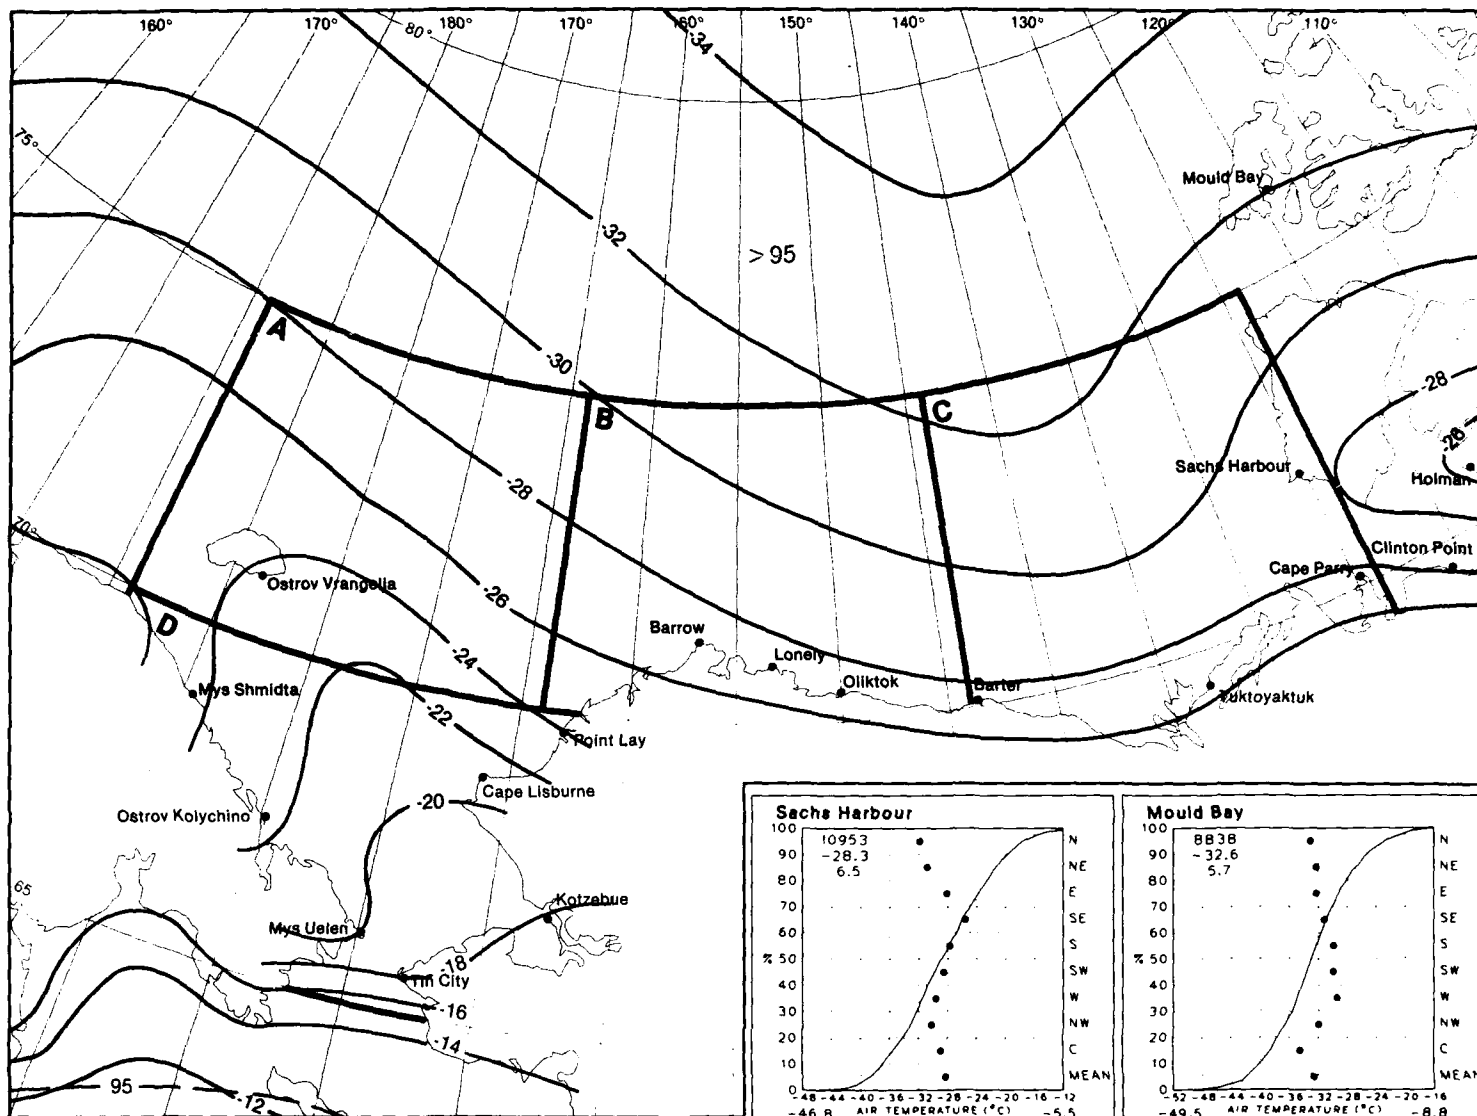 160° 170° 180° 170° 160° 150° 140° 130° 120° 110°
80°
-34
75°
Mould Bay
-32
>95
A
-30
B
C
-28
-28
-26
Sachs Harbour
Holman
70°
-26
Clinton Point
Cape Parry
Ostrov Vrangelia
D
Barrow
-24
Lonely
Oliktok
Barter
Tuktoyaktuk
Mys Shmidta
-22
Point Lay
Cape Lisburne
-20
Ostrov Kolychino
65
Kotzebue
Mys Uelen
-18
Tin City
-16
-14
95
-12
Sachs Harbour
100
90
80
70
60
% 50
40
30
20
10
0
10953
-28.3
6.5
N
NE
E
SE
S
SW
W
NW
C
MEAN
-48 -44 -40 -36 -32 -28 -24 -20 -16 -12
-46.8 AIR TEMPERATURE (°C) -5.5
Mould Bay
100
90
80
70
60
% 50
40
30
20
10
0
8838
-32.6
5.7
N
NE
E
SE
S
SW
W
NW
C
MEAN
-52 -48 -44 -40 -36 -32 -28 -24 -20 -16
-49.5 AIR TEMPERATURE (°C) -8.8